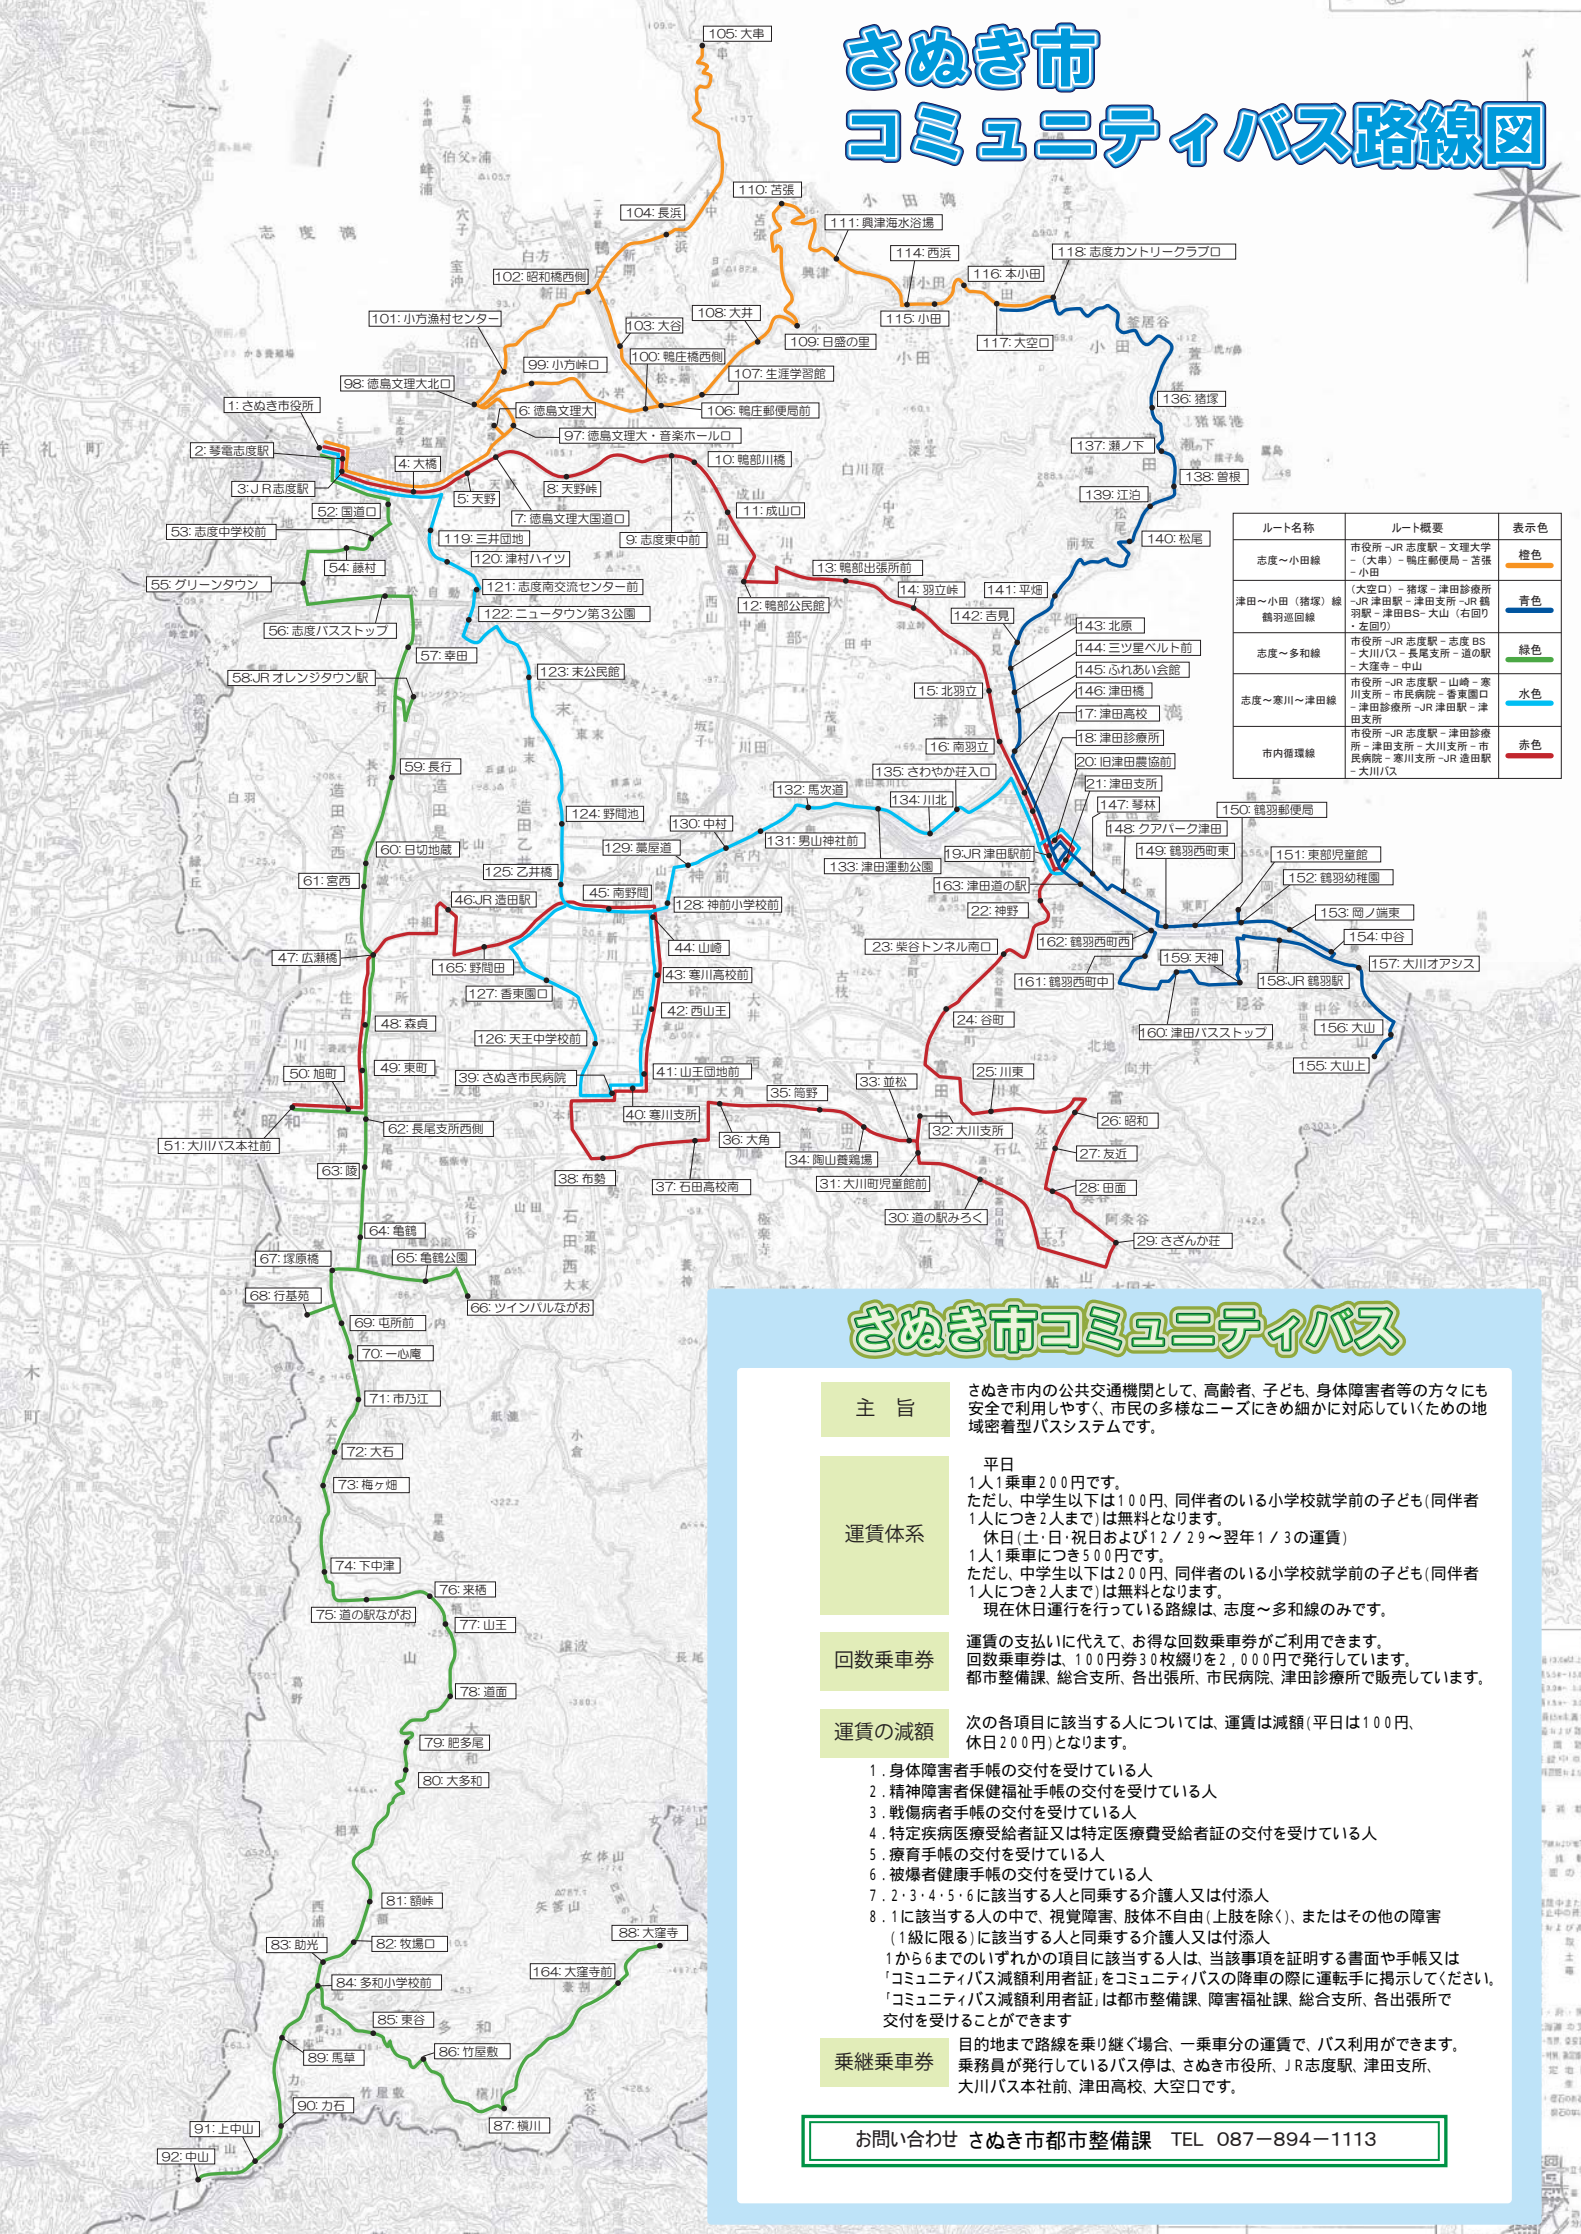 さぬき市
コミュニティバス路線図
105:大串
110:苫張
104:長浜
111:興津海水浴場
114:西浜
118:志度カントリークラブ口
116:本小田
102:昭和橋西側
101:小方漁村センター
103:大谷
108:大井
115:小田
117:大空口
109:日盛の里
99:小方峠口
100:鴨庄橋西側
107:生涯学習館
98:徳島文理大北口
106:鴨庄郵便局前
136:猪塚
1:さぬき市役所
6:徳島文理大
97:徳島文理大・音楽ホール口
2:琴電志度駅
4:大橋
10:鴨部川橋
137:瀬ノ下
138:曽根
3:JR志度駅
5:天野
8:天野峠
139:江泊
52:国道口
7:徳島文理大国道口
11:成山口
53:志度中学校前
119:三井団地
9:志度東中前
140:松尾
54:藤村
120:津村ハイツ
13:鴨部出張所前
55:グリーンタウン
121:志度南交流センター前
14:羽立峠
141:平畑
12:鴨部公民館
122:ニュータウン第3公園
142:吉見
56:志度バスストップ
143:北原
57:幸田
144:三ツ星ベルト前
58:JRオレンジタウン駅
123:末公民館
145:ふれあい会館
15:北羽立
146:津田橋
17:津田高校
16:南羽立
18:津田診療所
59:長行
135:さわやか荘入口
20:旧津田農協前
132:馬次道
21:津田支所
134:川北
147:琴林
150:鶴羽郵便局
124:野間池
130:中村
148:クアパーク津田
131:男山神社前
60:日切地蔵
129:藁屋道
19:JR津田駅前
149:鶴羽西町東
151:東部児童館
133:津田運動公園
61:宮西
125:乙井橋
163:津田道の駅
152:鶴羽幼稚園
46:JR造田駅
45:南野間
128:神前小学校前
22:神野
153:岡ノ端東
162:鶴羽西町西
154:中谷
44:山崎
23:柴谷トンネル南口
47:広瀬橋
165:野間田
159:天神
157:大川オアシス
43:寒川高校前
161:鶴羽西町中
158:JR鶴羽駅
127:香東園口
42:西山王
24:谷町
48:森貞
156:大山
126:天王中学校前
160:津田バスストップ
155:大山上
50:旭町
49:東町
39:さぬき市民病院
41:山王団地前
25:川東
33:並松
35:筒野
40:寒川支所
26:昭和
62:長尾支所西側
32:大川支所
51:大川バス本社前
36:大角
27:友近
34:陶山養鶏場
63:陵
38:布勢
37:石田高校南
31:大川町児童館前
28:田面
30:道の駅みろく
64:亀鶴
29:さざんか荘
67:塚原橋
65:亀鶴公園
68:行基苑
66:ツインパルながお
69:屯所前
70:一心庵
71:市乃江
72:大石
73:梅ヶ畑
74:下中津
76:来栖
75:道の駅ながお
77:山王
78:道面
79:肥多尾
80:大多和
81:額峠
83:助光
82:牧場口
88:大窪寺
84:多和小学校前
164:大窪寺前
85:東谷
86:竹屋敷
89:馬草
90:力石
87:槇川
91:上中山
92:中山
ルート名称 ルート概要 表示色
志度～小田線
市役所－JR志度駅－文理大学
－（大串）－鴨庄郵便局－苫張
－小田
橙色
津田～小田（猪塚）線
鶴羽巡回線
（大空口）－猪塚－津田診療所
－JR津田駅－津田支所－JR鶴
羽駅－津田BS－大山（右回り
・左回り）
青色
志度～多和線
市役所－JR志度駅－志度BS
－大川バス－長尾支所－道の駅
－大窪寺－中山
緑色
志度～寒川～津田線
市役所－JR志度駅－山崎－寒
川支所－市民病院－香東園口
－津田診療所－JR津田駅－津
田支所
水色
市内循環線
市役所－JR志度駅－津田診療
所－津田支所－大川支所－市
民病院－寒川支所－JR造田駅
－大川バス
赤色
さぬき市コミュニティバス
主 旨
さぬき市内の公共交通機関として、高齢者、子ども、身体障害者等の方々にも
安全で利用しやすく、市民の多様なニーズにきめ細かに対応していくための地
域密着型バスシステムです。
運賃体系
平日
1人1乗車200円です。
ただし、中学生以下は100円、同伴者のいる小学校就学前の子ども(同伴者
1人につき2人まで)は無料となります。
休日(土・日・祝日および12/29～翌年1/3の運賃)
1人1乗車につき500円です。
ただし、中学生以下は200円、同伴者のいる小学校就学前の子ども(同伴者
1人につき2人まで)は無料となります。
現在休日運行を行っている路線は、志度～多和線のみです。
回数乗車券
運賃の支払いに代えて、お得な回数乗車券がご利用できます。
回数乗車券は、100円券30枚綴りを2,000円で発行しています。
都市整備課、総合支所、各出張所、市民病院、津田診療所で販売しています。
運賃の減額
次の各項目に該当する人については、運賃は減額(平日は100円、
休日200円)となります。
1.身体障害者手帳の交付を受けている人
2.精神障害者保健福祉手帳の交付を受けている人
3.戦傷病者手帳の交付を受けている人
4.特定疾病医療受給者証又は特定医療費受給者証の交付を受けている人
5.療育手帳の交付を受けている人
6.被爆者健康手帳の交付を受けている人
7.2・3・4・5・6に該当する人と同乗する介護人又は付添人
8.1に該当する人の中で、視覚障害、肢体不自由(上肢を除く)、またはその他の障害
(1級に限る)に該当する人と同乗する介護人又は付添人
1から6までのいずれかの項目に該当する人は、当該事項を証明する書面や手帳又は
「コミュニティバス減額利用者証」をコミュニティバスの降車の際に運転手に掲示してください。
「コミュニティバス減額利用者証」は都市整備課、障害福祉課、総合支所、各出張所で
交付を受けることができます
乗継乗車券
目的地まで路線を乗り継ぐ場合、一乗車分の運賃で、バス利用ができます。
乗務員が発行しているバス停は、さぬき市役所、JR志度駅、津田支所、
大川バス本社前、津田高校、大空口です。
お問い合わせ さぬき市都市整備課 TEL 087－894－1113